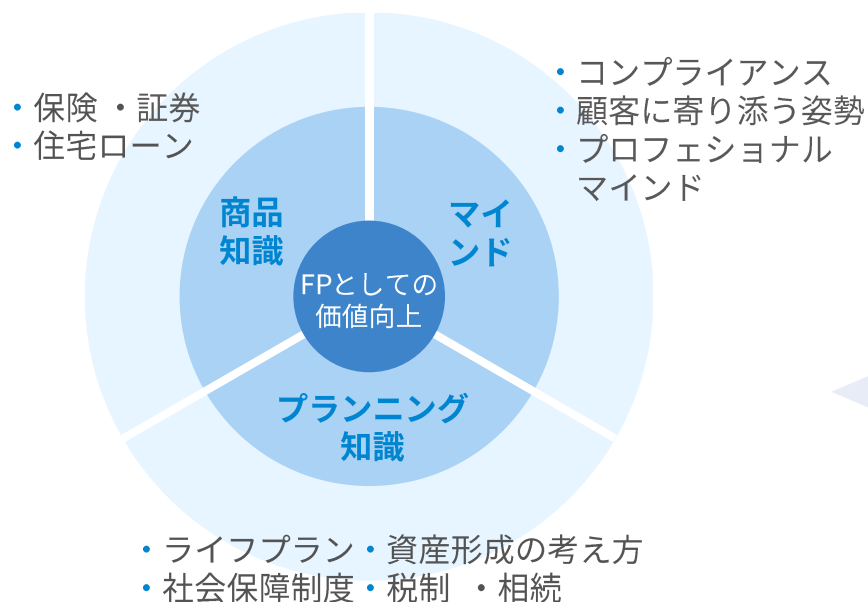 ・保険 ・証券
・住宅ローン
・コンプライアンス
・顧客に寄り添う姿勢
・プロフェショナル
マインド
商品
知識
マイ
ンド
FPとしての
価値向上
プランニング
知識
・ライフプラン・資産形成の考え方
・社会保障制度・税制 ・相続